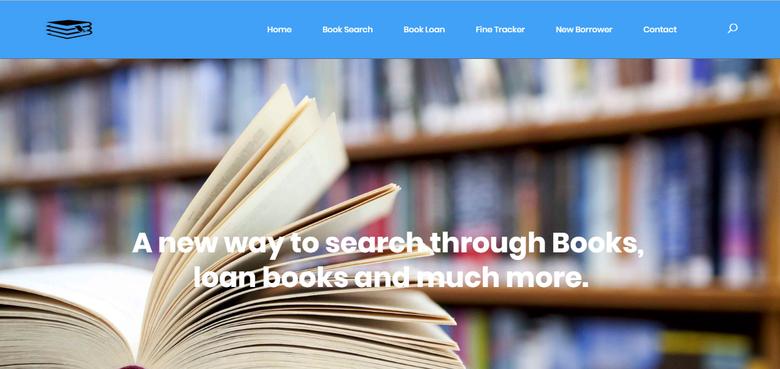 Home
Book Search
Book Loan
Fine Tracker
New Borrower
Contact
A new way to search through Books,
loan books and much more.